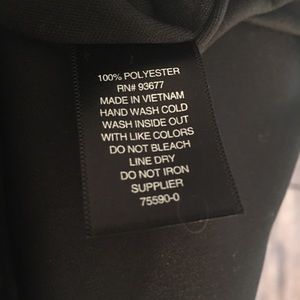 100% POLYESTER
RN# 93677
MADE IN VIETNAM
HAND WASH COLD
WASH INSIDE OUT
WITH LIKE COLORS
DO NOT BLEACH
LINE DRY
DO NOT IRON
SUPPLIER
75590-0